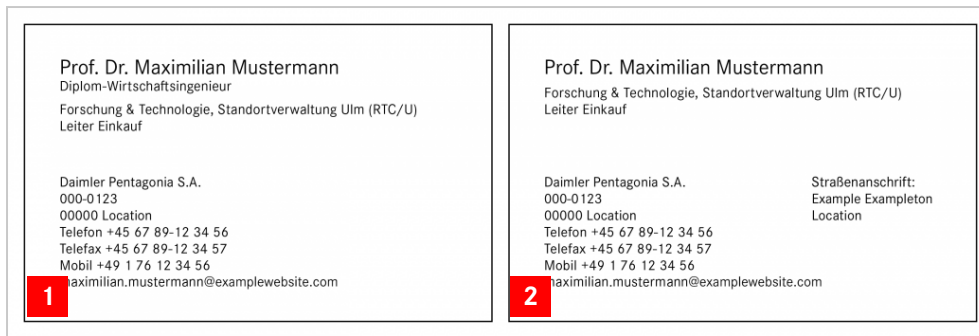 Prof. Dr. Maximilian Mustermann
Diplom-Wirtschaftsingenieur
Forschung & Technologie, Standortverwaltung Ulm (RTC/U)
Leiter Einkauf
Daimler Pentagonia S.A.
000-0123
00000 Location
Telefon +45 67 89-12 34 56
Telefax +45 67 89-12 34 57
Mobil +49 1 76 12 34 56
maximilian.mustermann@examplewebsite.com
1
Prof. Dr. Maximilian Mustermann
Forschung & Technologie, Standortverwaltung Ulm (RTC/U)
Leiter Einkauf
Daimler Pentagonia S.A.
000-0123
00000 Location
Telefon +45 67 89-12 34 56
Telefax +45 67 89-12 34 57
Mobil +49 1 76 12 34 56
maximilian.mustermann@examplewebsite.com
Straßenanschrift:
Example Exampleton
Location
2